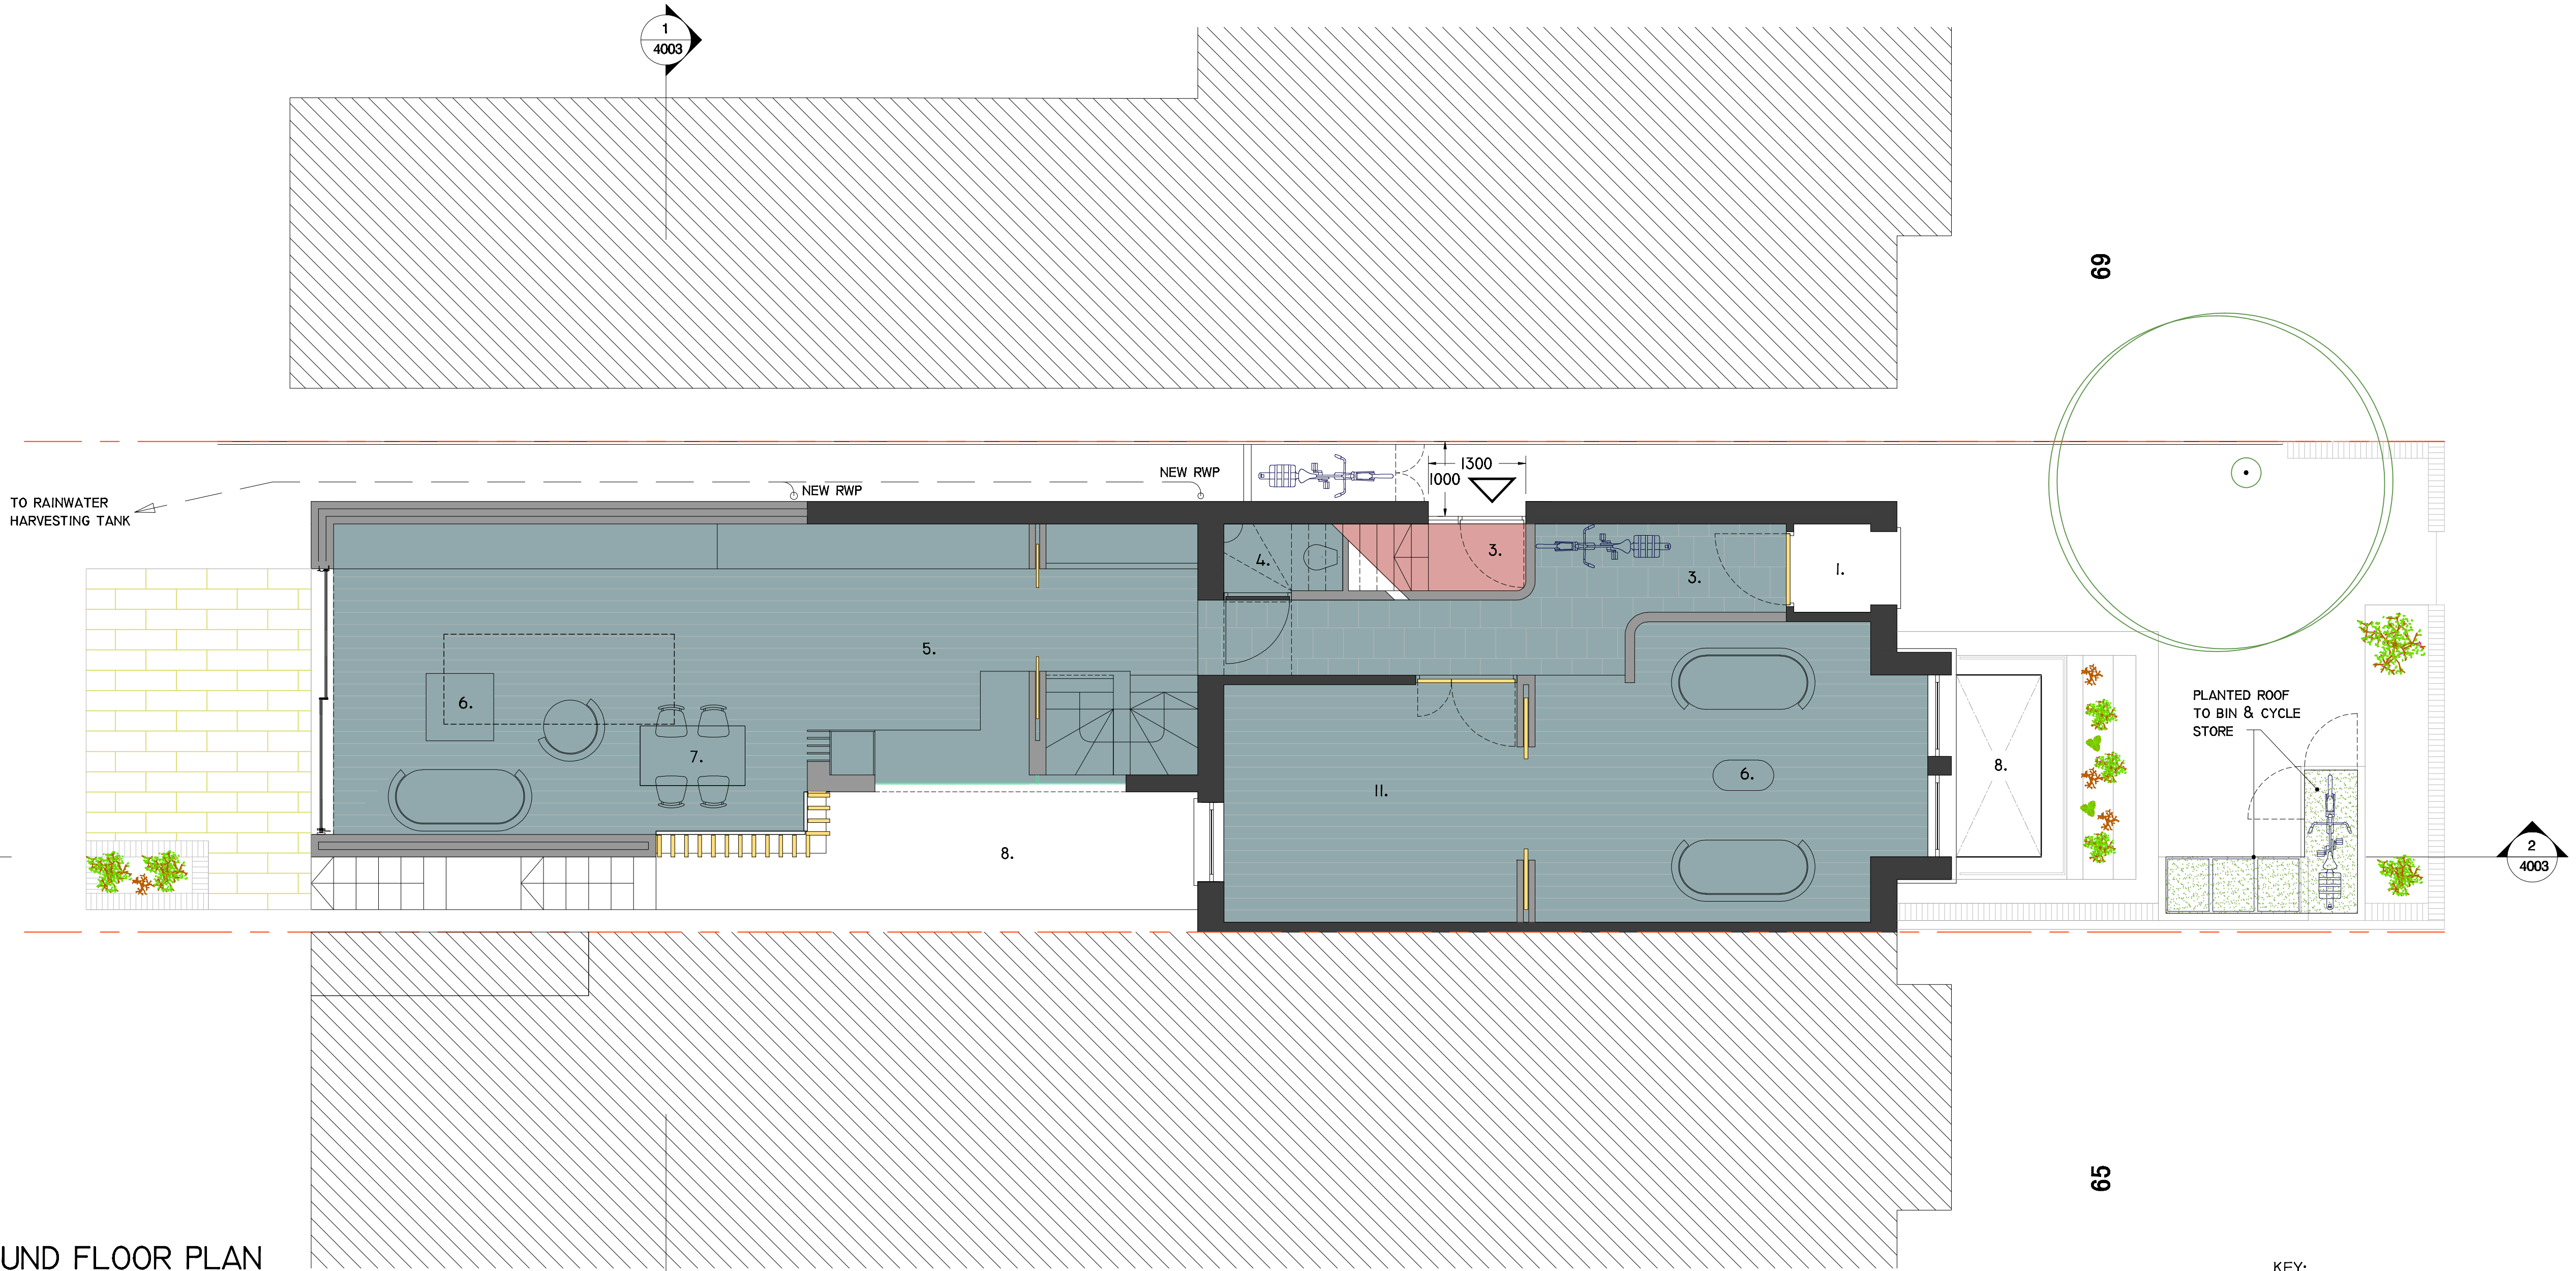 1
4003
69
1300
1000
NEW RWP
NEW RWP
TO RAINWATER
HARVESTING TANK
3.
4.
3.
1.
5.
6.
7.
8.
11.
6.
8.
PLANTED ROOF
TO BIN & CYCLE
STORE
2
4003
65
UND FLOOR PLAN
KEY: